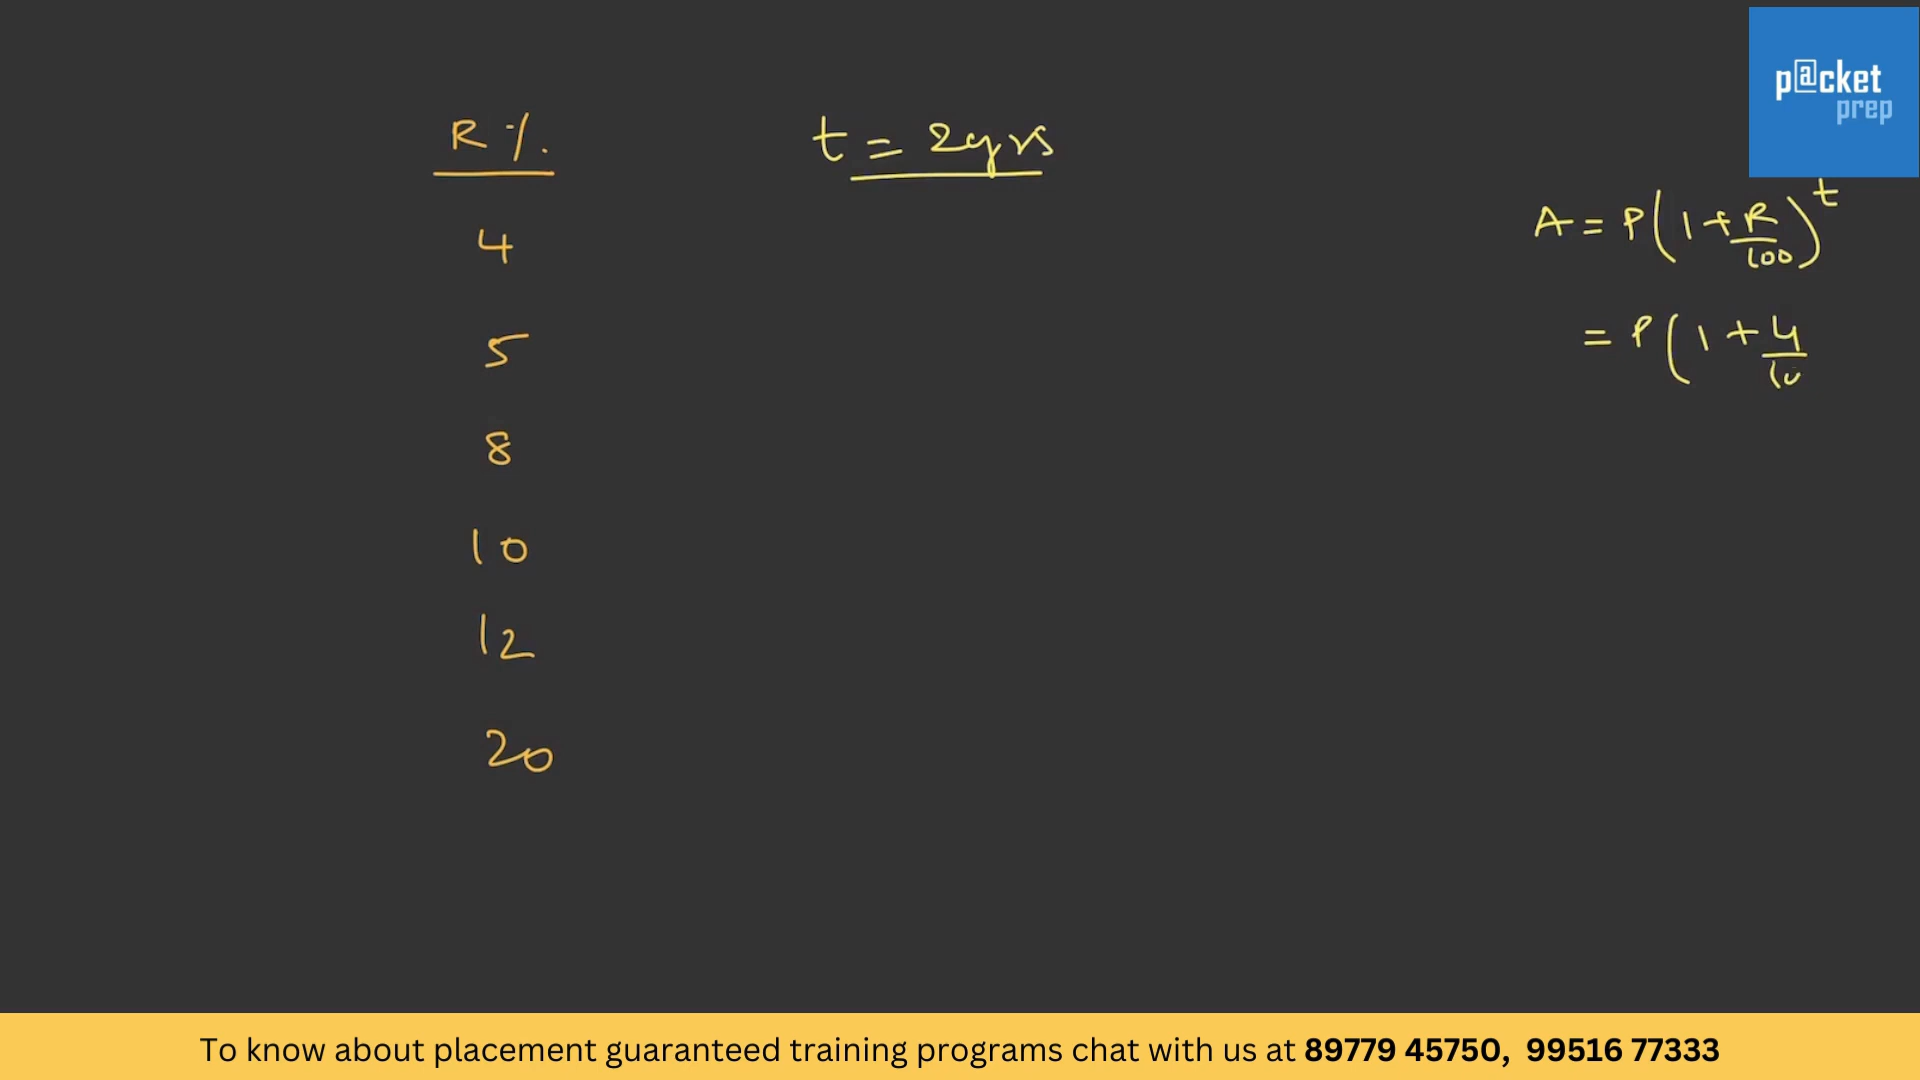 p@cket
prep
R %.
t = 2yrs
A = P(1 + R/100)^t
4
= P(1 + 4/10
5
8
10
12
20
To know about placement guaranteed training programs chat with us at 89779 45750, 99516 77333